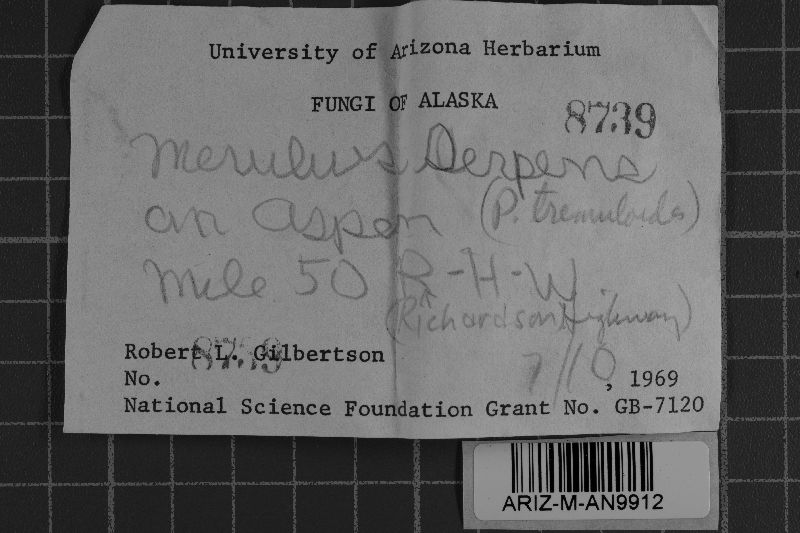 University of Arizona Herbarium
FUNGI OF ALASKA
8739
Merulius Serpens
on Aspen (P. tremuloides)
Mile 50 R-H-W
(Richardson Highway)
Robert L. Gilbertson
8739
No.
7/10, 1969
National Science Foundation Grant No. GB-7120
ARIZ-M-AN9912